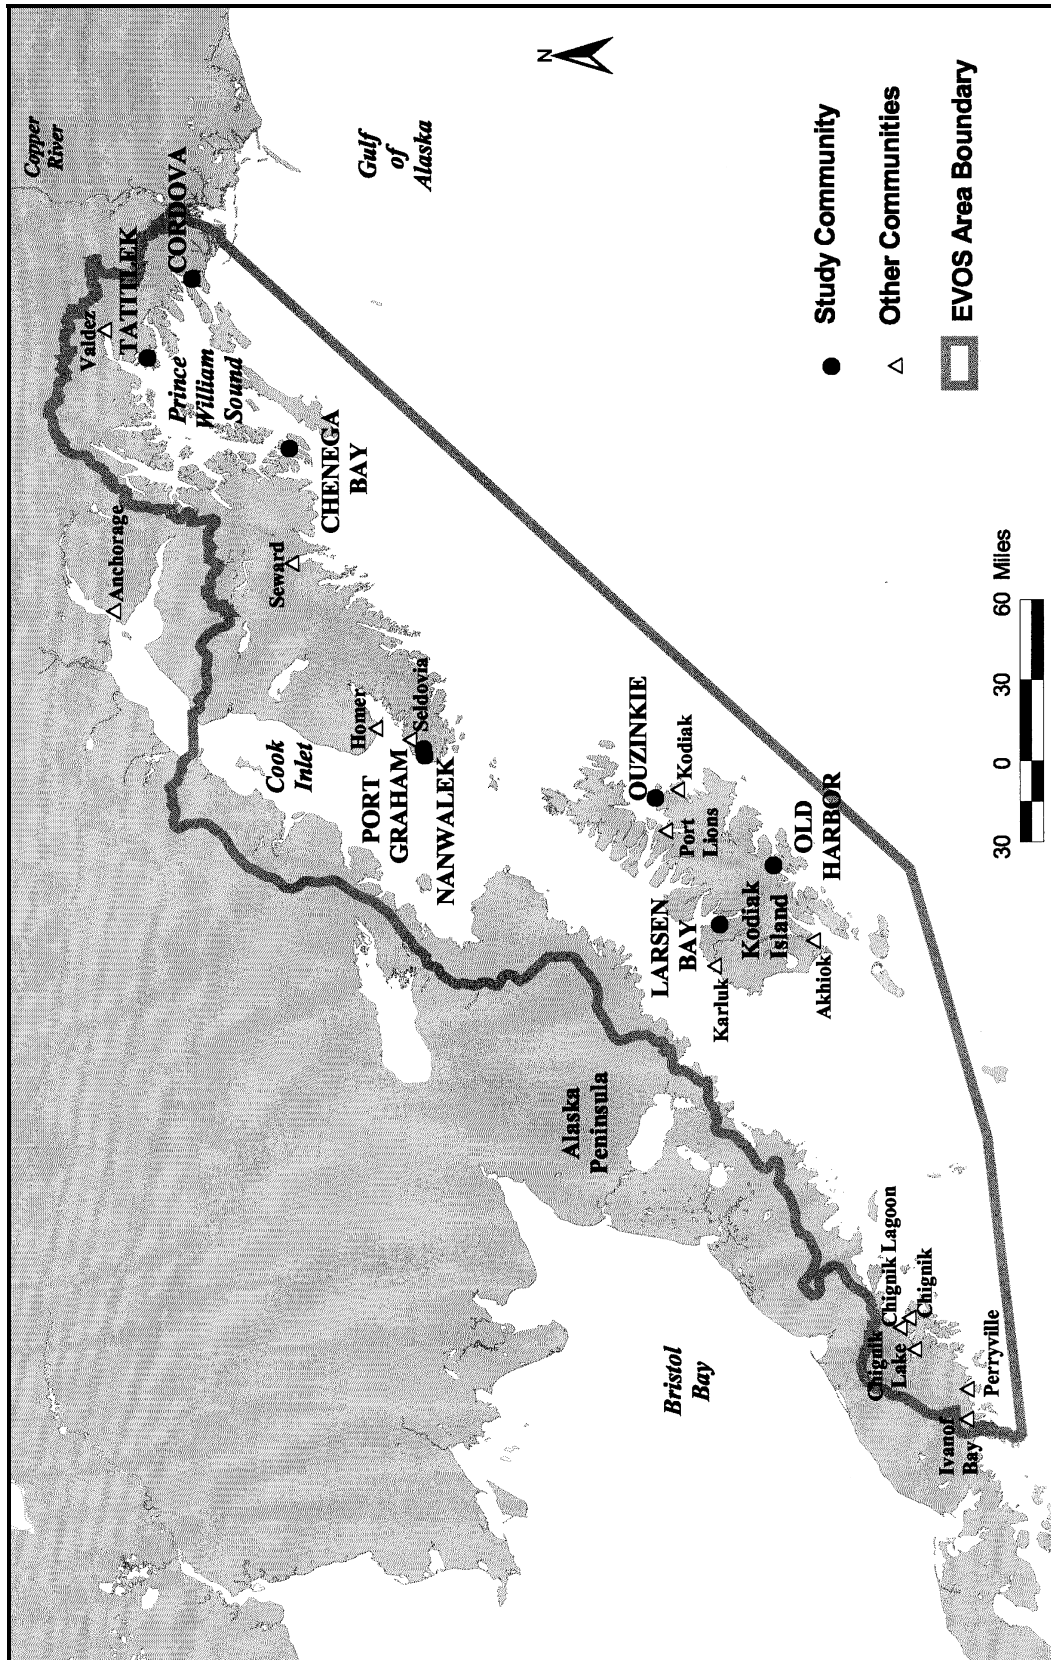 Copper
River
Valdez
TATITLEK
CORDOVA
Gulf
of
Alaska
N
Anchorage
Prince
William
Sound
CHENEGA
BAY
Seward
Cook
Inlet
Homer
Seldovia
PORT
GRAHAM
NANWALEK
OUZINKIE
Kodiak
Port
Lions
OLD
HARBOR
LARSEN
BAY
Kodiak
Island
Karluk
Akhiok
Alaska
Peninsula
Bristol
Bay
Chignik Lagoon
Chignik
Chignik
Lake
Perryville
Ivanof
Bay
Study Community
Other Communities
EVOS Area Boundary
30 0 30 60 Miles